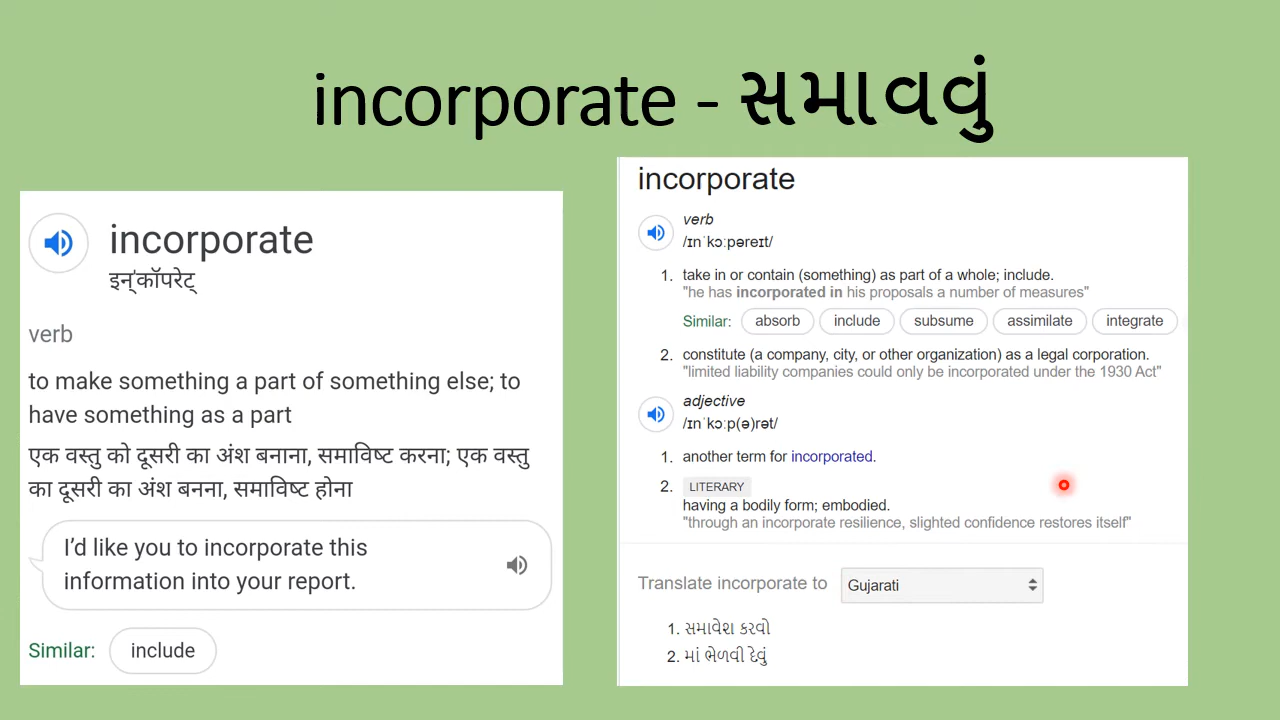 incorporate - સમાવવું
incorporate
इन्'कॉपरेट्
verb
to make something a part of something else; to
have something as a part
एक वस्तु को दूसरी का अंश बनाना, समाविष्ट करना; एक वस्तु
का दूसरी का अंश बनना, समाविष्ट होना
I’d like you to incorporate this
information into your report.
Similar: include
incorporate
verb
/ɪnˈkɔːpəreɪt/
1. take in or contain (something) as part of a whole; include.
"he has incorporated in his proposals a number of measures"
Similar: absorb include subsume assimilate integrate
2. constitute (a company, city, or other organization) as a legal corporation.
"limited liability companies could only be incorporated under the 1930 Act"
adjective
/ɪnˈkɔːp(ə)rət/
1. another term for incorporated.
2. LITERARY
having a bodily form; embodied.
"through an incorporate resilience, slighted confidence restores itself"
Translate incorporate to Gujarati
1. સમાવેશ કરવો
2. માં ભેળવી દેવું